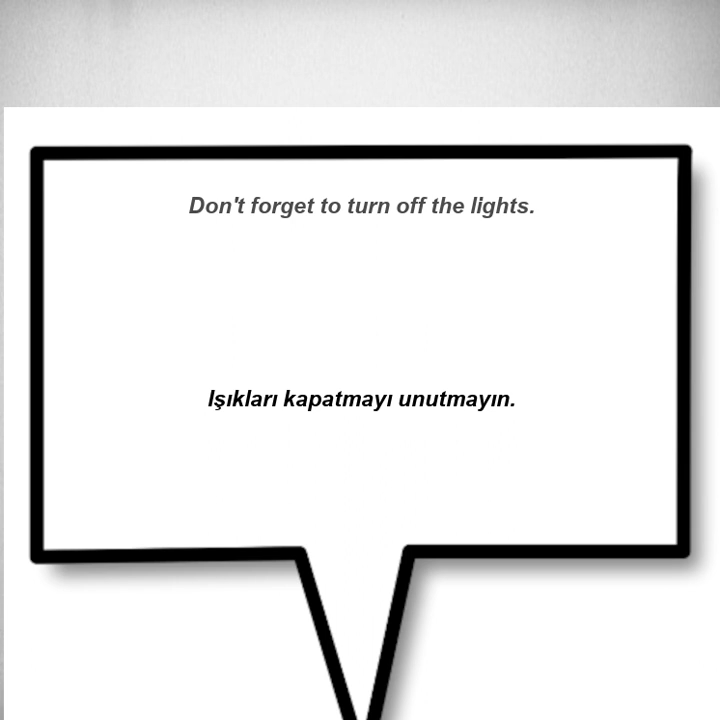 Don't forget to turn off the lights.
Işıkları kapatmayı unutmayın.